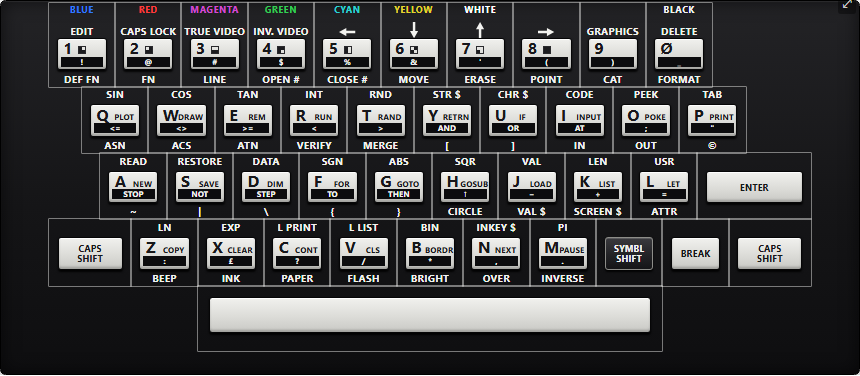 BLUE RED MAGENTA GREEN CYAN YELLOW WHITE BLACK
EDIT CAPS LOCK TRUE VIDEO INV. VIDEO ← ↓ ↑ → GRAPHICS DELETE
1 2 3 4 5 6 7 8 9 Ø
! @ # $ % & ' ( ) _
DEF FN FN LINE OPEN # CLOSE # MOVE ERASE POINT CAT FORMAT
SIN COS TAN INT RND STR $ CHR $ CODE PEEK TAB
Q PLOT W DRAW E REM R RUN T RAND Y RETRN U IF I INPUT O POKE P PRINT
<= <> >= < > AND OR AT ; "
ASN ACS ATN VERIFY MERGE [ ] IN OUT ©
READ RESTORE DATA SGN ABS SQR VAL LEN USR
A NEW S SAVE D DIM F FOR G GOTO H GOSUB J LOAD K LIST L LET ENTER
STOP NOT STEP TO THEN ↑ − + =
~ | \ { } CIRCLE VAL $ SCREEN $ ATTR
LN EXP L PRINT L LIST BIN INKEY $ PI
CAPS SHIFT Z COPY X CLEAR C CONT V CLS B BORDR N NEXT M PAUSE SYMBL SHIFT BREAK CAPS SHIFT
: £ ? / * , .
BEEP INK PAPER FLASH BRIGHT OVER INVERSE